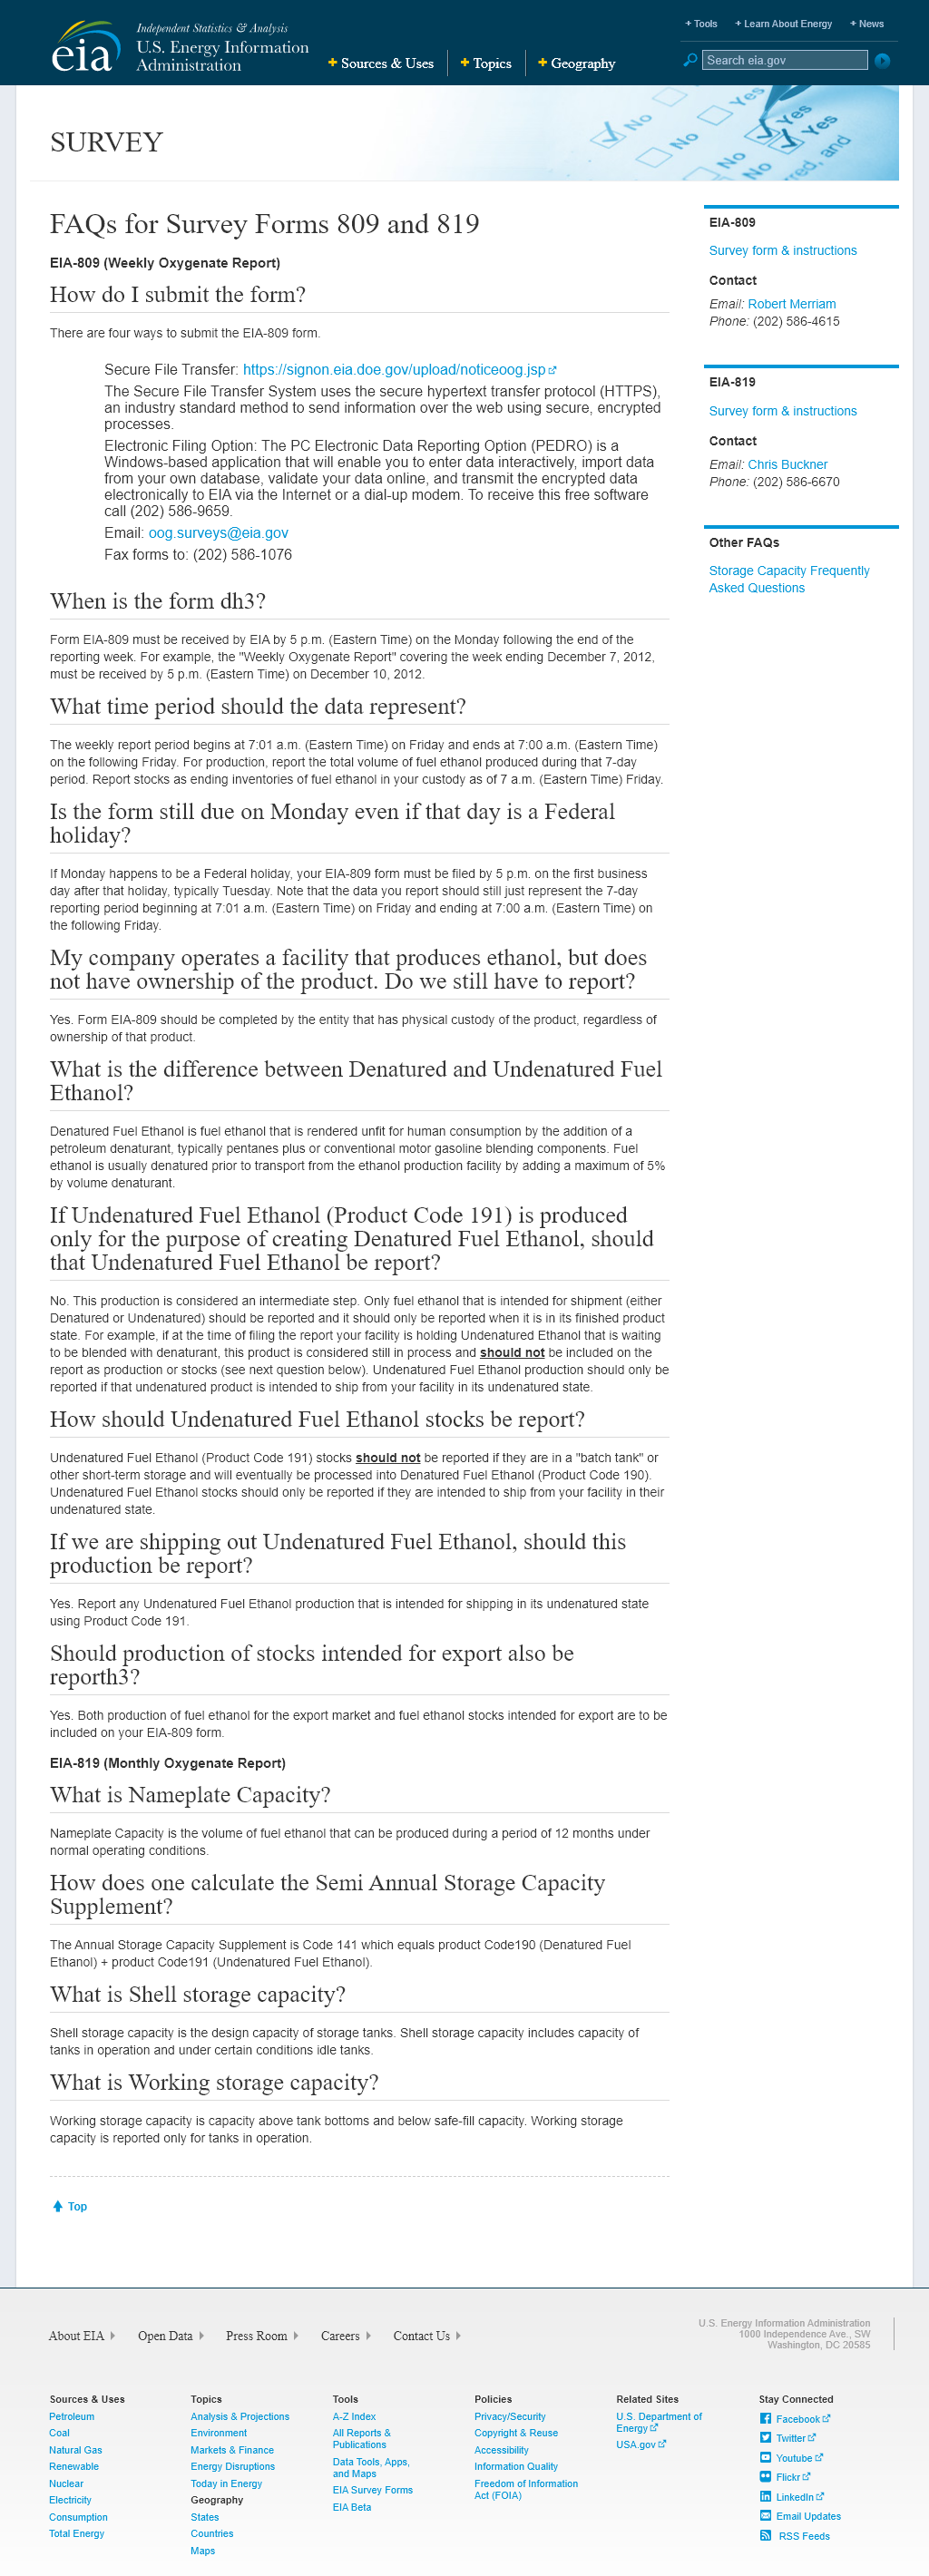 + Tools + Learn About Energy + News
eia
Independent Statistics & Analysis
U.S. Energy Information
Administration
+ Sources & Uses + Topics + Geography
Search eia.gov
SURVEY
FAQs for Survey Forms 809 and 819
EIA-809 (Weekly Oxygenate Report)
How do I submit the form?
There are four ways to submit the EIA-809 form.
Secure File Transfer: https://signon.eia.doe.gov/upload/noticeoog.jsp
The Secure File Transfer System uses the secure hypertext transfer protocol (HTTPS),
an industry standard method to send information over the web using secure, encrypted
processes.
Electronic Filing Option: The PC Electronic Data Reporting Option (PEDRO) is a
Windows-based application that will enable you to enter data interactively, import data
from your own database, validate your data online, and transmit the encrypted data
electronically to EIA via the Internet or a dial-up modem. To receive this free software
call (202) 586-9659.
Email: oog.surveys@eia.gov
Fax forms to: (202) 586-1076
When is the form dh3?
Form EIA-809 must be received by EIA by 5 p.m. (Eastern Time) on the Monday following the end of the
reporting week. For example, the "Weekly Oxygenate Report" covering the week ending December 7, 2012,
must be received by 5 p.m. (Eastern Time) on December 10, 2012.
What time period should the data represent?
The weekly report period begins at 7:01 a.m. (Eastern Time) on Friday and ends at 7:00 a.m. (Eastern Time)
on the following Friday. For production, report the total volume of fuel ethanol produced during that 7-day
period. Report stocks as ending inventories of fuel ethanol in your custody as of 7 a.m. (Eastern Time) Friday.
Is the form still due on Monday even if that day is a Federal
holiday?
If Monday happens to be a Federal holiday, your EIA-809 form must be filed by 5 p.m. on the first business
day after that holiday, typically Tuesday. Note that the data you report should still just represent the 7-day
reporting period beginning at 7:01 a.m. (Eastern Time) on Friday and ending at 7:00 a.m. (Eastern Time) on
the following Friday.
My company operates a facility that produces ethanol, but does
not have ownership of the product. Do we still have to report?
Yes. Form EIA-809 should be completed by the entity that has physical custody of the product, regardless of
ownership of that product.
What is the difference between Denatured and Undenatured Fuel
Ethanol?
Denatured Fuel Ethanol is fuel ethanol that is rendered unfit for human consumption by the addition of a
petroleum denaturant, typically pentanes plus or conventional motor gasoline blending components. Fuel
ethanol is usually denatured prior to transport from the ethanol production facility by adding a maximum of 5%
by volume denaturant.
If Undenatured Fuel Ethanol (Product Code 191) is produced
only for the purpose of creating Denatured Fuel Ethanol, should
that Undenatured Fuel Ethanol be report?
No. This production is considered an intermediate step. Only fuel ethanol that is intended for shipment (either
Denatured or Undenatured) should be reported and it should only be reported when it is in its finished product
state. For example, if at the time of filing the report your facility is holding Undenatured Ethanol that is waiting
to be blended with denaturant, this product is considered still in process and should not be included on the
report as production or stocks (see next question below). Undenatured Fuel Ethanol production should only be
reported if that undenatured product is intended to ship from your facility in its undenatured state.
How should Undenatured Fuel Ethanol stocks be report?
Undenatured Fuel Ethanol (Product Code 191) stocks should not be reported if they are in a "batch tank" or
other short-term storage and will eventually be processed into Denatured Fuel Ethanol (Product Code 190).
Undenatured Fuel Ethanol stocks should only be reported if they are intended to ship from your facility in their
undenatured state.
If we are shipping out Undenatured Fuel Ethanol, should this
production be report?
Yes. Report any Undenatured Fuel Ethanol production that is intended for shipping in its undenatured state
using Product Code 191.
Should production of stocks intended for export also be
reporth3?
Yes. Both production of fuel ethanol for the export market and fuel ethanol stocks intended for export are to be
included on your EIA-809 form.
EIA-819 (Monthly Oxygenate Report)
What is Nameplate Capacity?
Nameplate Capacity is the volume of fuel ethanol that can be produced during a period of 12 months under
normal operating conditions.
How does one calculate the Semi Annual Storage Capacity
Supplement?
The Annual Storage Capacity Supplement is Code 141 which equals product Code190 (Denatured Fuel
Ethanol) + product Code191 (Undenatured Fuel Ethanol).
What is Shell storage capacity?
Shell storage capacity is the design capacity of storage tanks. Shell storage capacity includes capacity of
tanks in operation and under certain conditions idle tanks.
What is Working storage capacity?
Working storage capacity is capacity above tank bottoms and below safe-fill capacity. Working storage
capacity is reported only for tanks in operation.
Top
EIA-809
Survey form & instructions
Contact
Email: Robert Merriam
Phone: (202) 586-4615
EIA-819
Survey form & instructions
Contact
Email: Chris Buckner
Phone: (202) 586-6670
Other FAQs
Storage Capacity Frequently
Asked Questions
About EIA Open Data Press Room Careers Contact Us
U.S. Energy Information Administration
1000 Independence Ave., SW
Washington, DC 20585
Sources & Uses
Petroleum
Coal
Natural Gas
Renewable
Nuclear
Electricity
Consumption
Total Energy
Topics
Analysis & Projections
Environment
Markets & Finance
Energy Disruptions
Today in Energy
Geography
States
Countries
Maps
Tools
A-Z Index
All Reports &
Publications
Data Tools, Apps,
and Maps
EIA Survey Forms
EIA Beta
Policies
Privacy/Security
Copyright & Reuse
Accessibility
Information Quality
Freedom of Information
Act (FOIA)
Related Sites
U.S. Department of
Energy
USA.gov
Stay Connected
Facebook
Twitter
Youtube
Flickr
LinkedIn
Email Updates
RSS Feeds